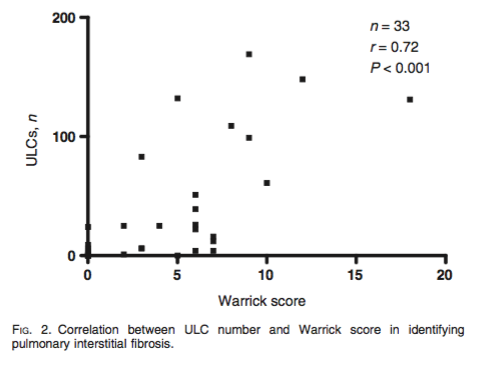 200
n = 33
r = 0.72
P < 0.001
ULCs, n
100
0
0 5 10 15 20
Warrick score
FIG. 2. Correlation between ULC number and Warrick score in identifying
pulmonary interstitial fibrosis.